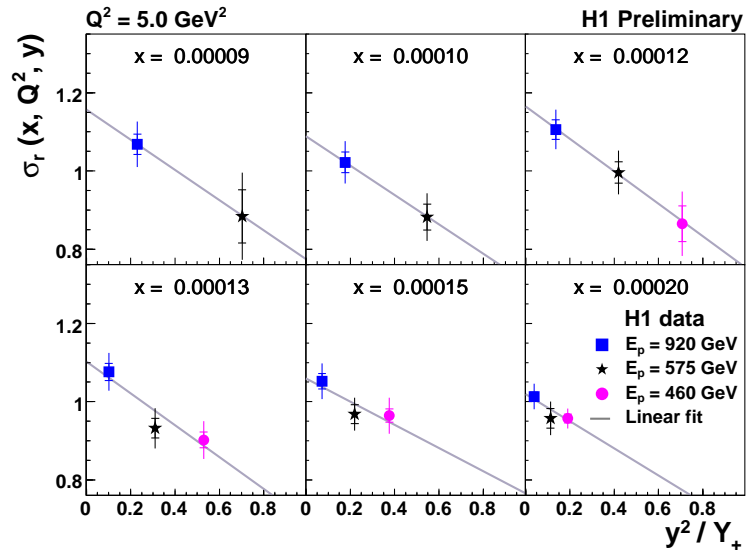 Q² = 5.0 GeV² H1 Preliminary
σr (x, Q², y)
x = 0.00009 x = 0.00010 x = 0.00012
1.2
1
0.8
x = 0.00013 x = 0.00015 x = 0.00020
1.2
1
0.8
H1 data
Ep = 920 GeV
Ep = 575 GeV
Ep = 460 GeV
Linear fit
0 0.2 0.4 0.6 0.8 0 0.2 0.4 0.6 0.8 0 0.2 0.4 0.6 0.8
y² / Y+